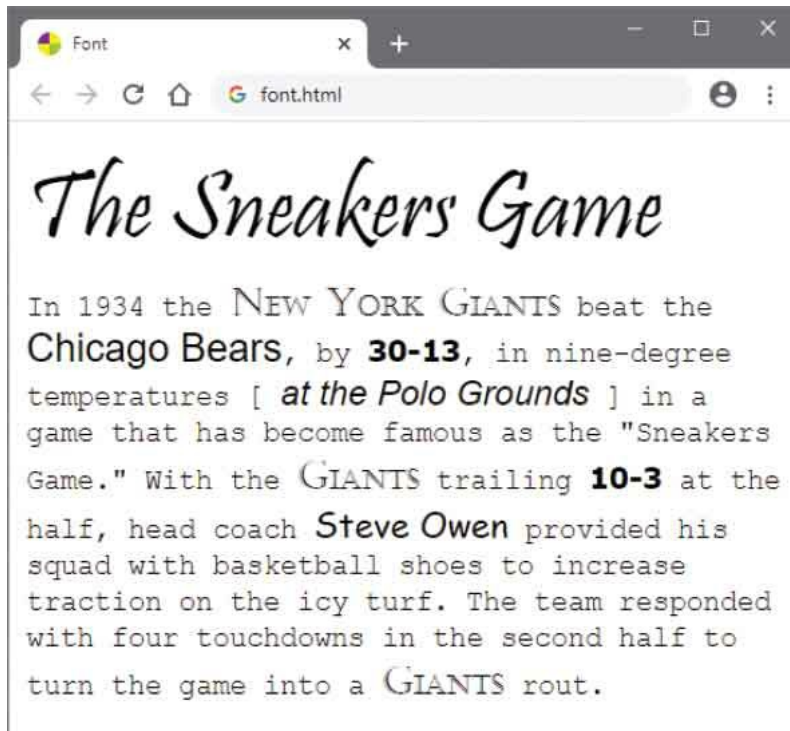 Font
font.html
The Sneakers Game
In 1934 the New York Giants beat the
Chicago Bears, by 30-13, in nine-degree
temperatures [ at the Polo Grounds ] in a
game that has become famous as the "Sneakers
Game." With the Giants trailing 10-3 at the
half, head coach Steve Owen provided his
squad with basketball shoes to increase
traction on the icy turf. The team responded
with four touchdowns in the second half to
turn the game into a Giants rout.